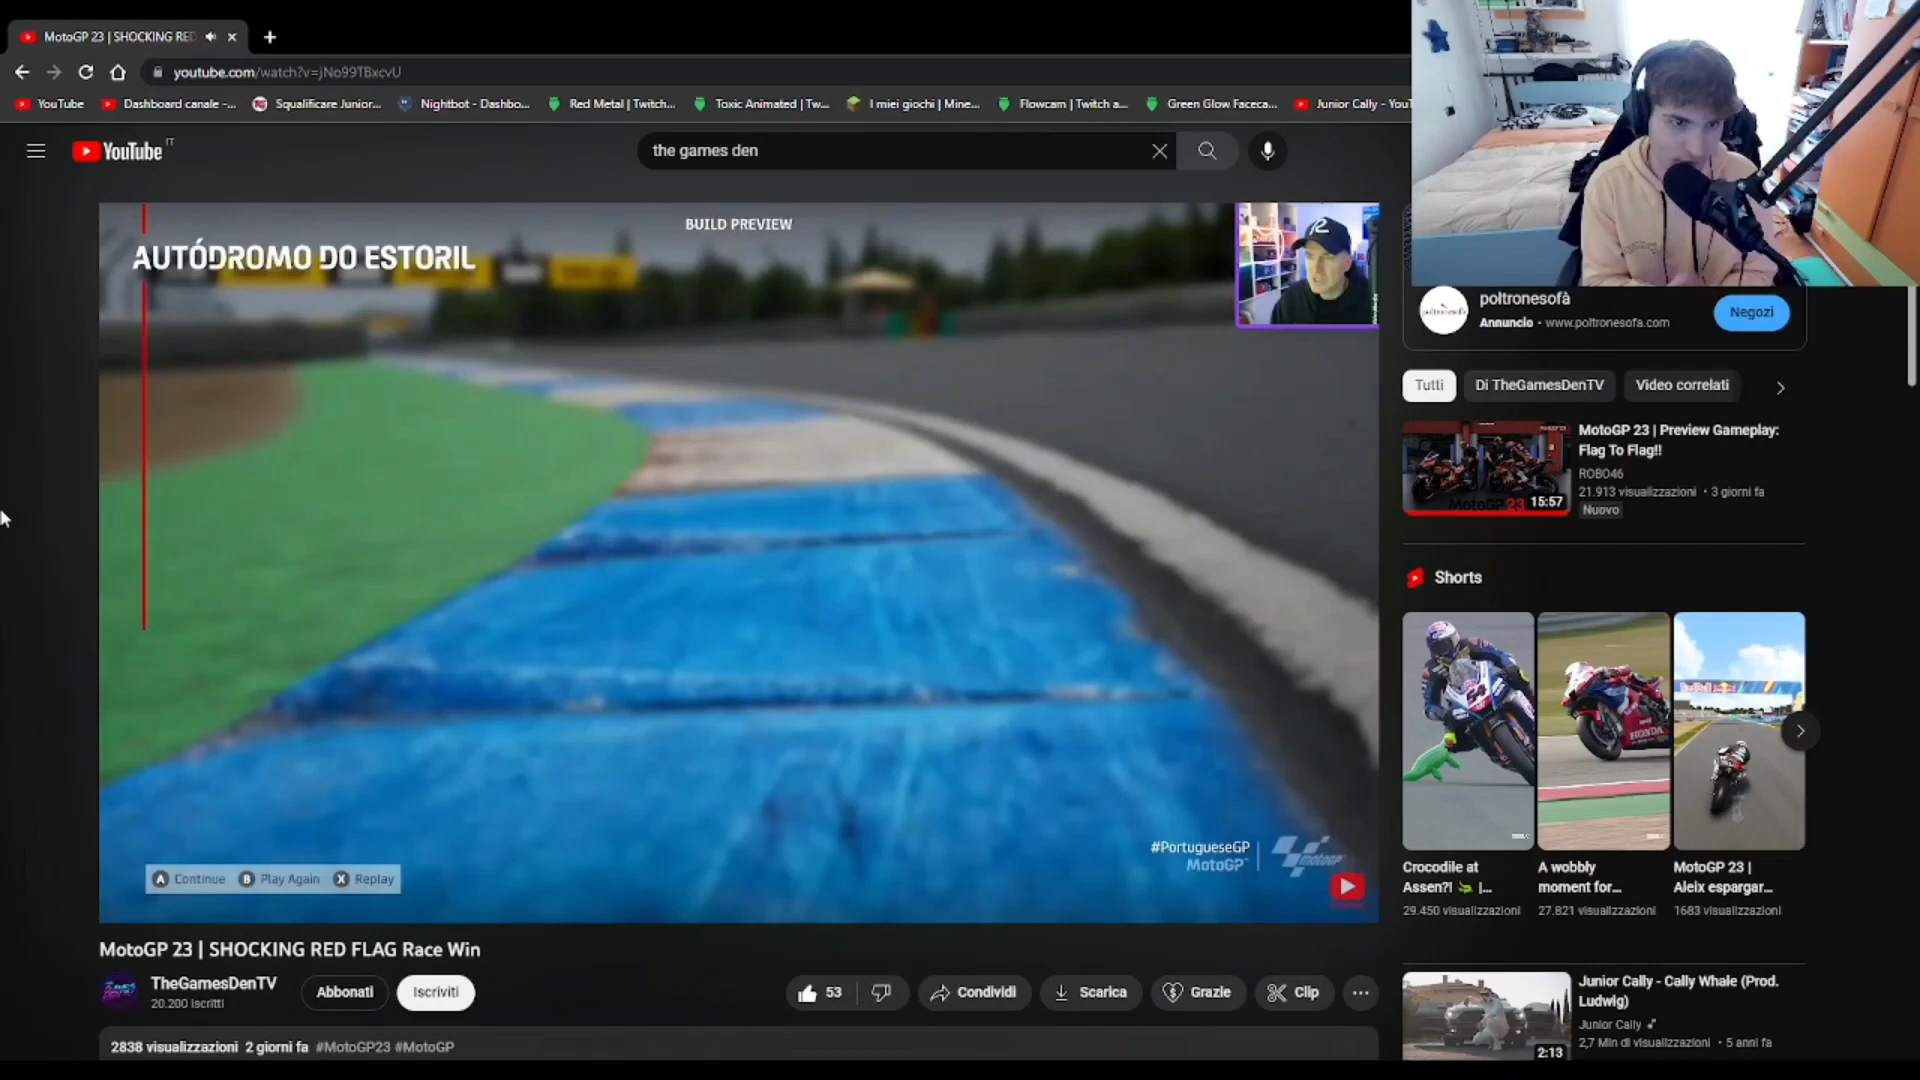 MotoGP 23 | SHOCKING RED
youtube.com/watch?v=jNo99TBxcvU
YouTube
Dashboard canale -...
Squalificare Junior...
Nightbot - Dashbo...
Red Metal | Twitch...
Toxic Animated | Tw...
I miei giochi | Mine...
Flowcam | Twitch a...
Green Glow Faceca...
Junior Cally - YouT
YouTube IT
the games den
BUILD PREVIEW
AUTÓDROMO DO ESTORIL
#PortugueseGP
MotoGP™
A Continue B Play Again X Replay
MotoGP 23 | SHOCKING RED FLAG Race Win
TheGamesDenTV
20.200 iscritti
Abbonati
Iscriviti
53
Condividi
Scarica
Grazie
Clip
2838 visualizzazioni 2 giorni fa #MotoGP23 #MotoGP
poltronesofà
Annuncio · www.poltronesofa.com
Negozi
Tutti
Di TheGamesDenTV
Video correlati
MotoGP 23
15:57
MotoGP 23 | Preview Gameplay:
Flag To Flag!!
ROBO46
21.913 visualizzazioni · 3 giorni fa
Nuovo
Shorts
Crocodile at
Assen?! 🐊 |...
29.450 visualizzazioni
A wobbly
moment for...
27.821 visualizzazioni
MotoGP 23 |
Aleix espargar...
1683 visualizzazioni
2:13
Junior Cally - Cally Whale (Prod.
Ludwig)
Junior Cally
2,7 Mln di visualizzazioni · 5 anni fa